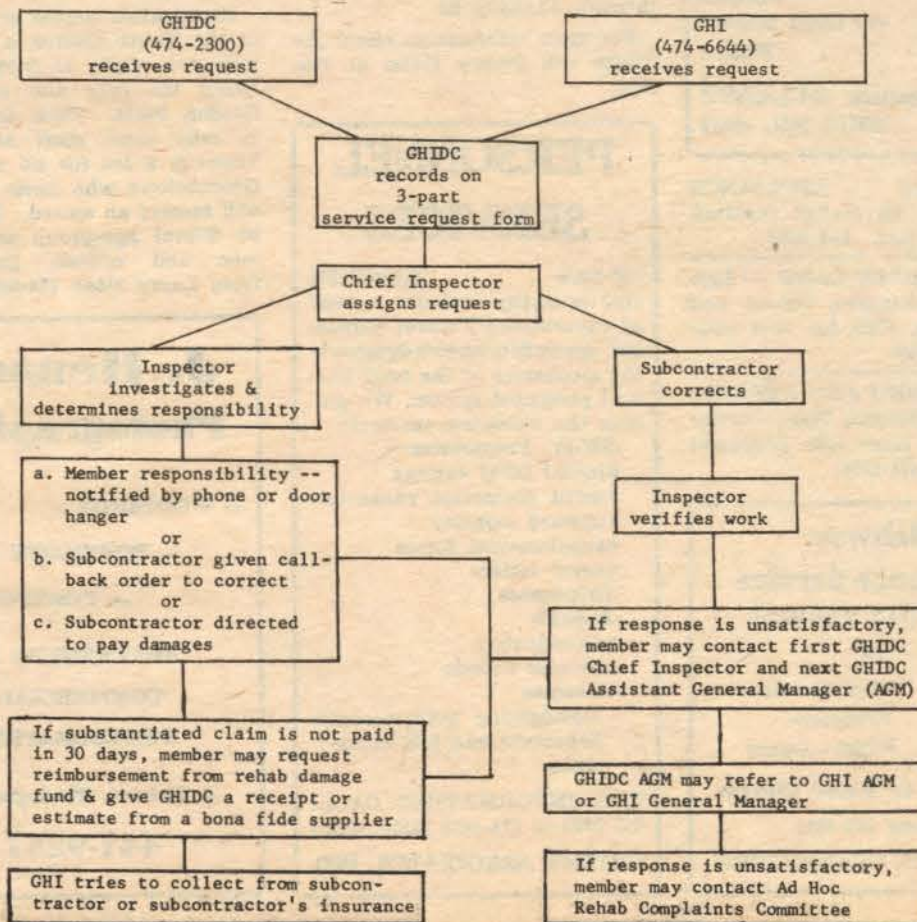 GHIDC
(474-2300)
receives request
GHI
(474-6644)
receives request
GHIDC
records on
3-part
service request form
Chief Inspector
assigns request
Inspector
investigates &
determines responsibility
Subcontractor
corrects
a. Member responsibility --
notified by phone or door
hanger
or
b. Subcontractor given call-
back order to correct
or
c. Subcontractor directed
to pay damages
Inspector
verifies work
If response is unsatisfactory,
member may contact first GHIDC
Chief Inspector and next GHIDC
Assistant General Manager (AGM)
If substantiated claim is not paid
in 30 days, member may request
reimbursement from rehab damage
fund & give GHIDC a receipt or
estimate from a bona fide supplier
GHIDC AGM may refer to GHI AGM
or GHI General Manager
GHI tries to collect from subcon-
tractor or subcontractor's insurance
If response is unsatisfactory,
member may contact Ad Hoc
Rehab Complaints Committee